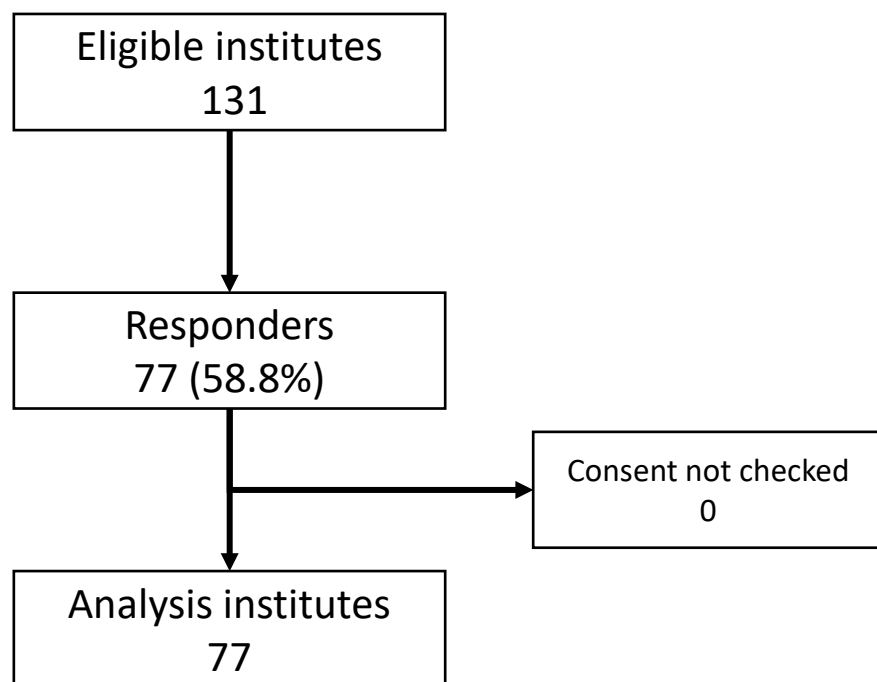 Eligible institutes
131
Responders
77 (58.8%)
Consent not checked
0
Analysis institutes
77